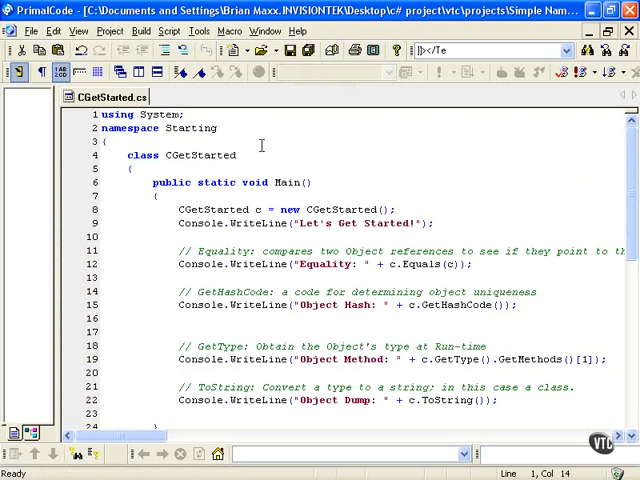 PrimalCode - [C:\Documents and Settings\Brian Maxx.INVISIONTEK\Desktop\c# project\vtc\projects\Simple Nam...
File Edit View Insert Project Build Script Tools Macro Window Help
]}></Te
CGetStarted.cs
1 using System;
2 namespace Starting
3 {
4 class CGetStarted
5 {
6 public static void Main()
7 {
8 CGetStarted c = new CGetStarted();
9 Console.WriteLine("Let's Get Started!");
10
11 // Equality: compares two Object references to see if they point to th
12 Console.WriteLine("Equality: " + c.Equals(c));
13
14 // GetHashCode: a code for determining object uniqueness
15 Console.WriteLine("Object Hash: " + c.GetHashCode());
16
17
18 // GetType: Obtain the Object's type at Run-time
19 Console.WriteLine("Object Method: " + c.GetType().GetMethods()[1]);
20
21 // ToString: Convert a type to a string; in this case a class.
22 Console.WriteLine("Object Dump: " + c.ToString());
23
24 }
VTC
Ready Line 1, Col 14